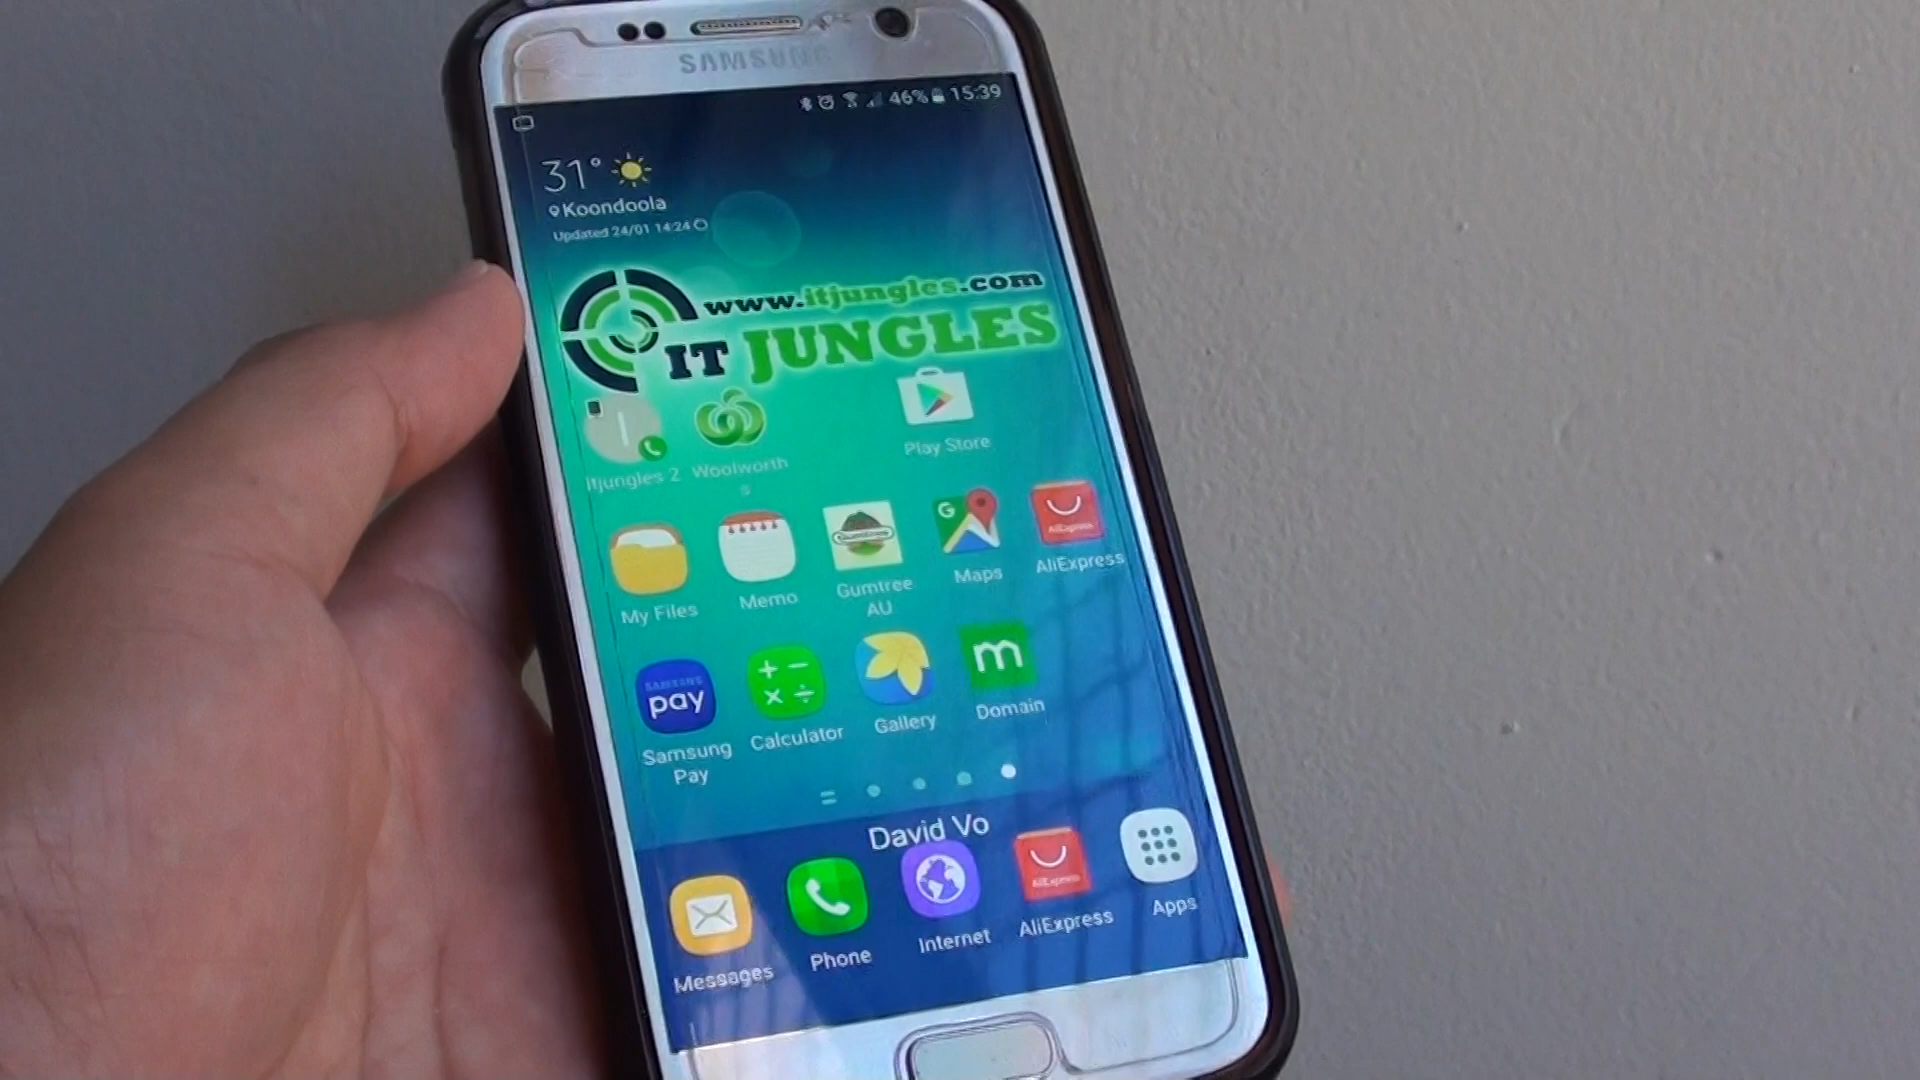 SAMSUNG
46% 15:39
31°
Koondoola
Updated 24/01 14:24
www.itjungles.com
IT JUNGLES
Itjungles 2
Woolworth
s
Play Store
My Files
Memo
Gumtree
AU
G
Maps
AliExpress
AliExpress
SAMSUNG
pay
Samsung
Pay
+ −
× ÷
Calculator
Gallery
m
Domain
David Vo
Messages
Phone
Internet
AliExpress
AliExpress
Apps